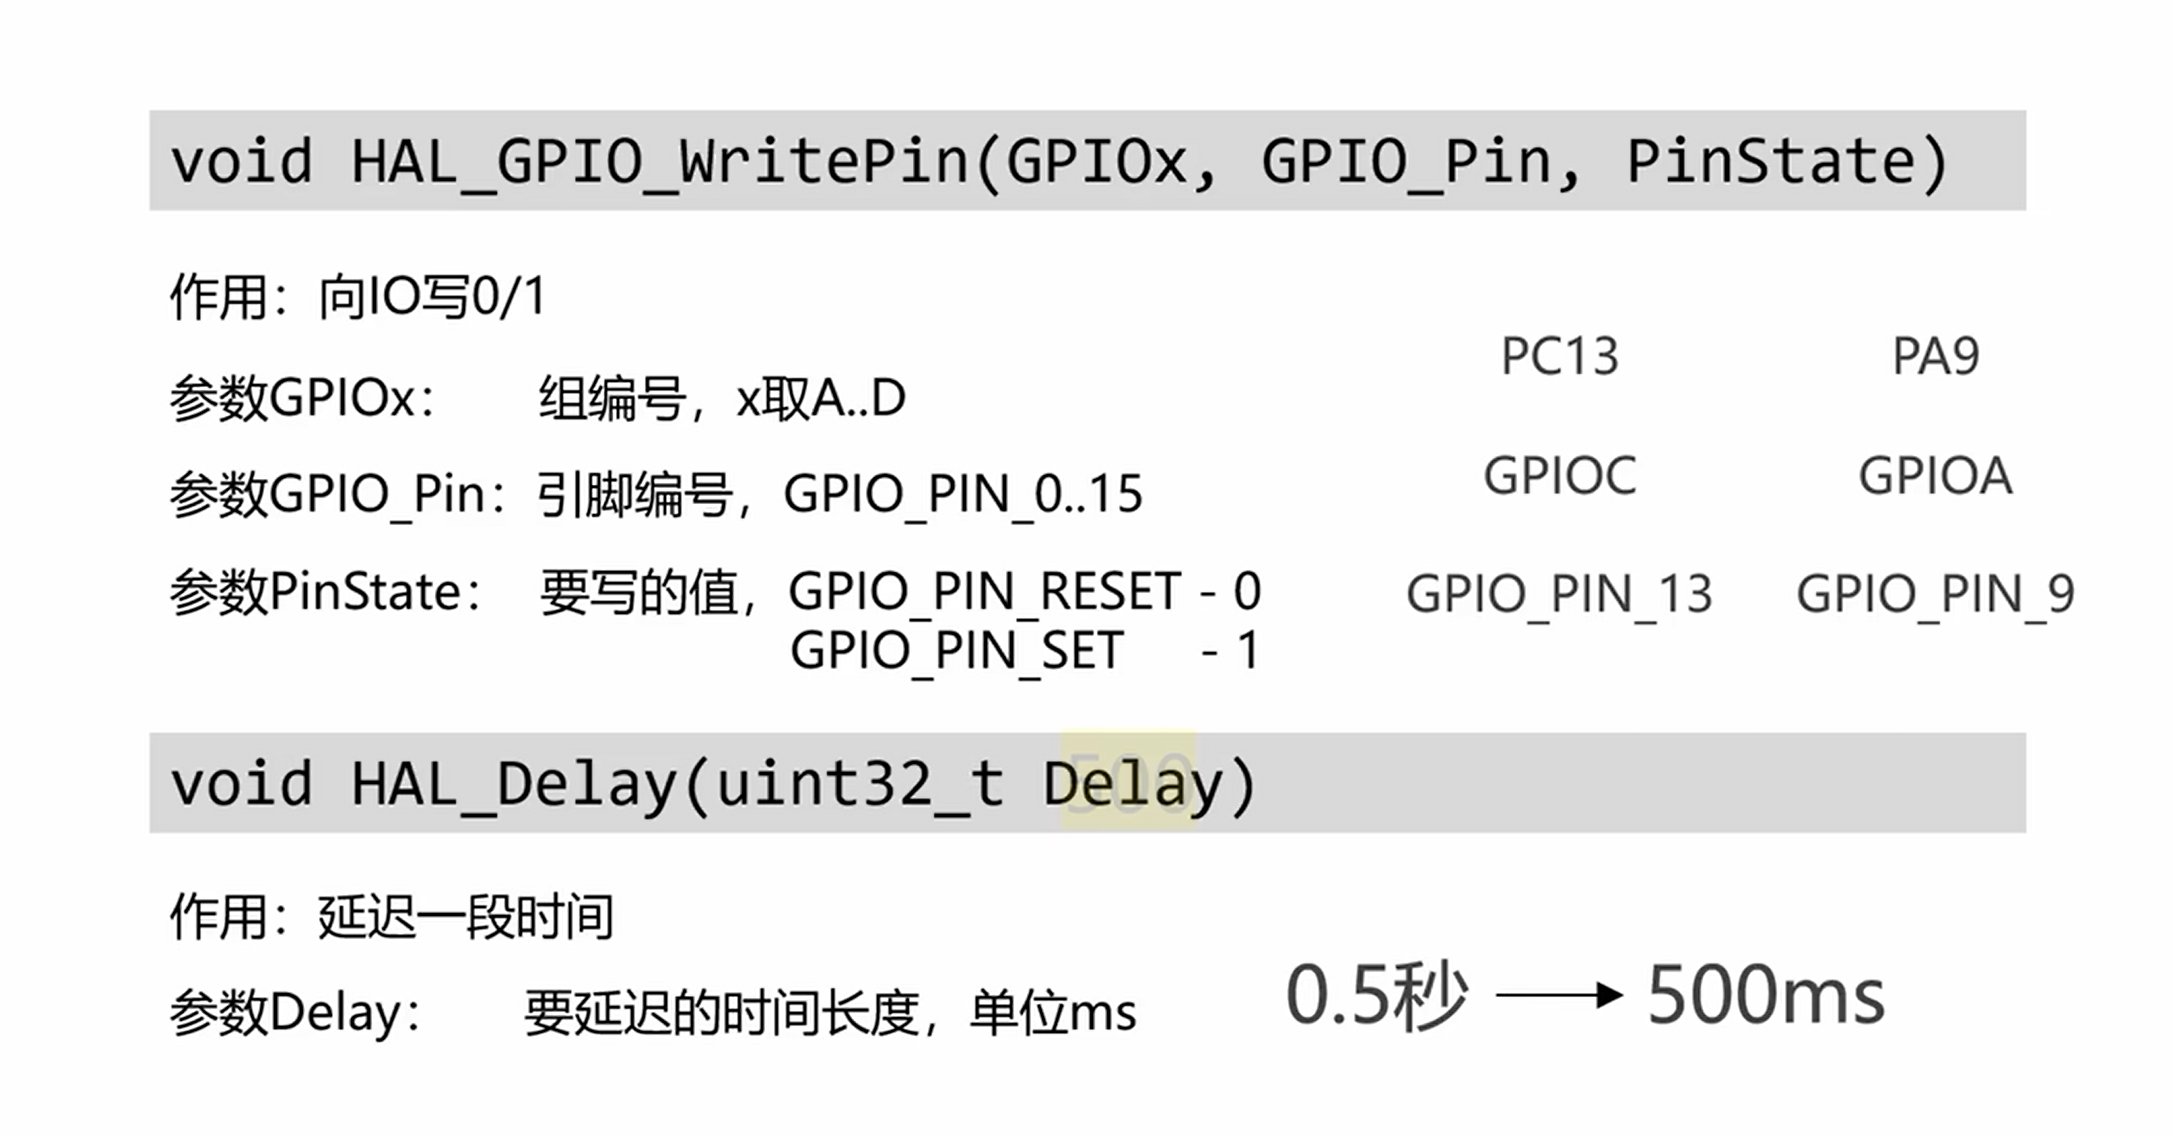 void HAL_GPIO_WritePin(GPIOx, GPIO_Pin, PinState)
作用：向IO写0/1
参数GPIOx： 组编号，x取A..D
参数GPIO_Pin：引脚编号，GPIO_PIN_0..15
参数PinState： 要写的值，GPIO_PIN_RESET - 0
GPIO_PIN_SET - 1
PC13 PA9
GPIOC GPIOA
GPIO_PIN_13 GPIO_PIN_9
void HAL_Delay(uint32_t Delay)
500
作用：延迟一段时间
参数Delay： 要延迟的时间长度，单位ms
0.5秒 → 500ms